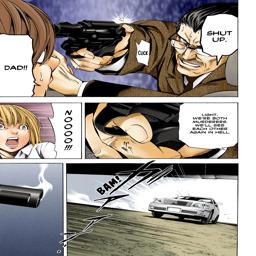 SHUT
UP.
CLICK
DAD!!
LIGHT,
WE'RE BOTH
MURDERERS.
WE'LL SEE
EACH OTHER
AGAIN IN HELL.
NOOOO!!!
BAM!